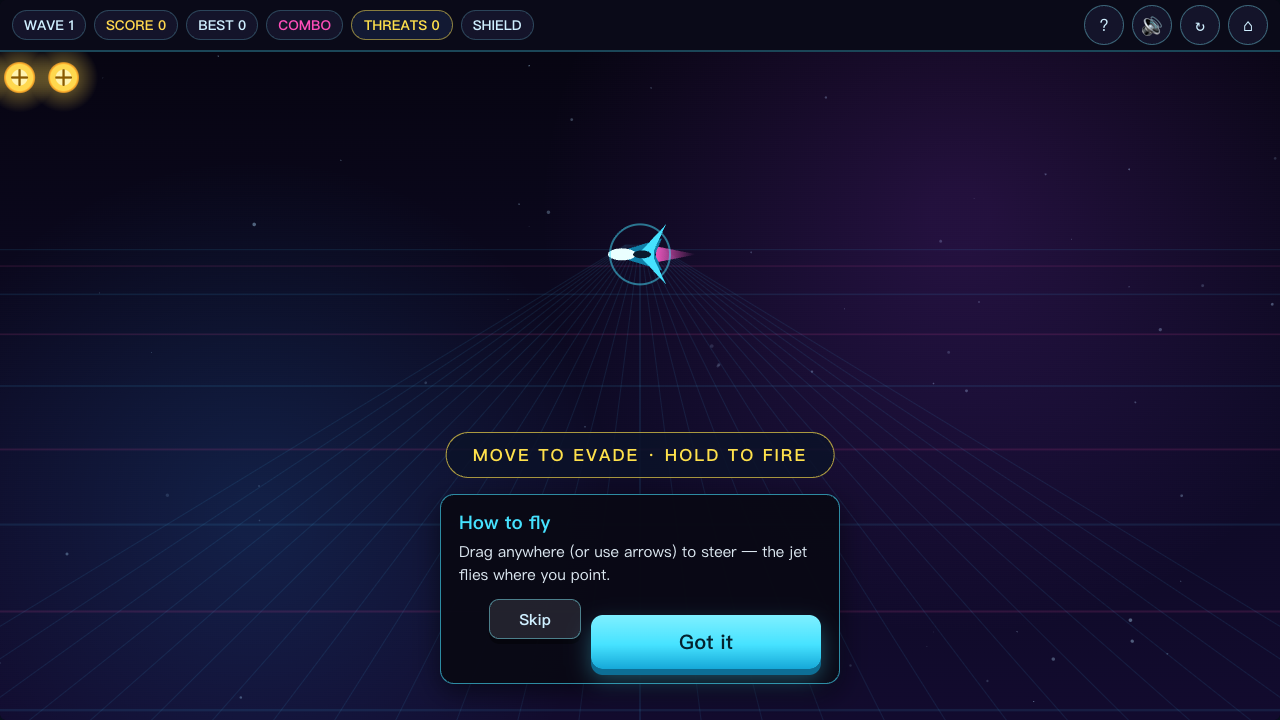 WAVE 1 SCORE 0 BEST 0 COMBO THREATS 0 SHIELD ?
MOVE TO EVADE · HOLD TO FIRE
How to fly
Drag anywhere (or use arrows) to steer — the jet
flies where you point.
Skip
Got it